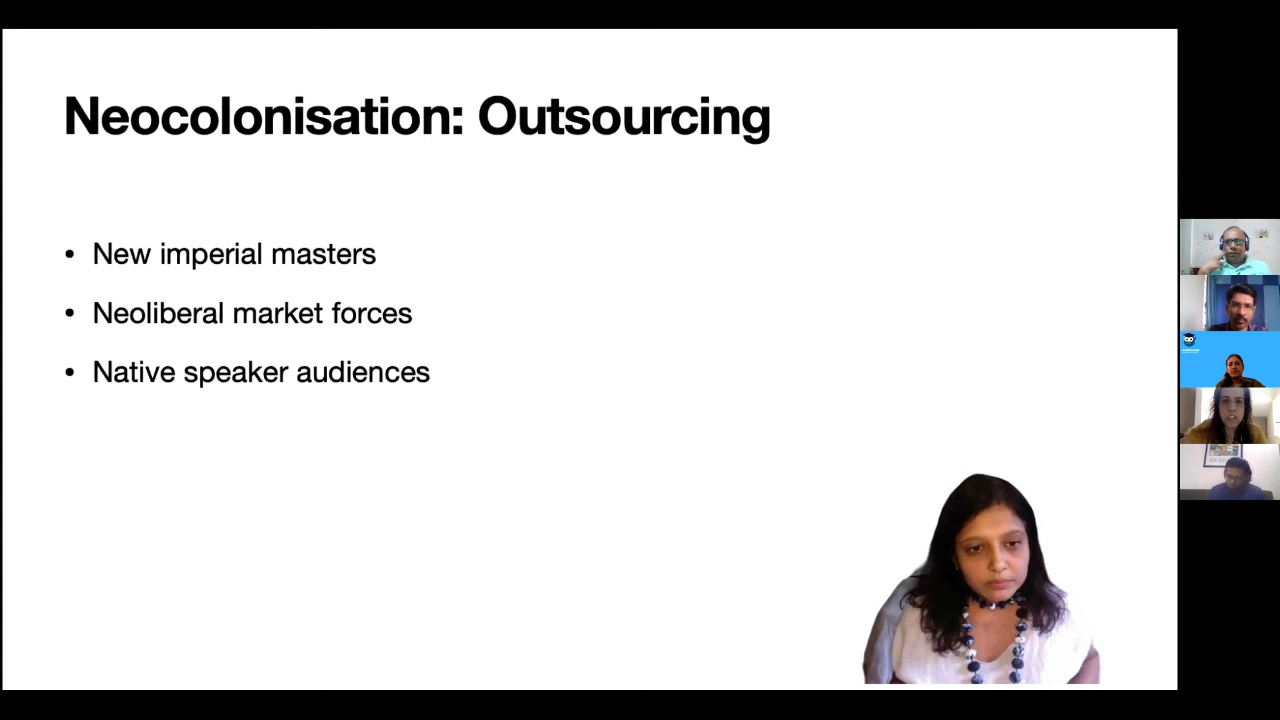 Neocolonisation: Outsourcing
• New imperial masters
• Neoliberal market forces
• Native speaker audiences